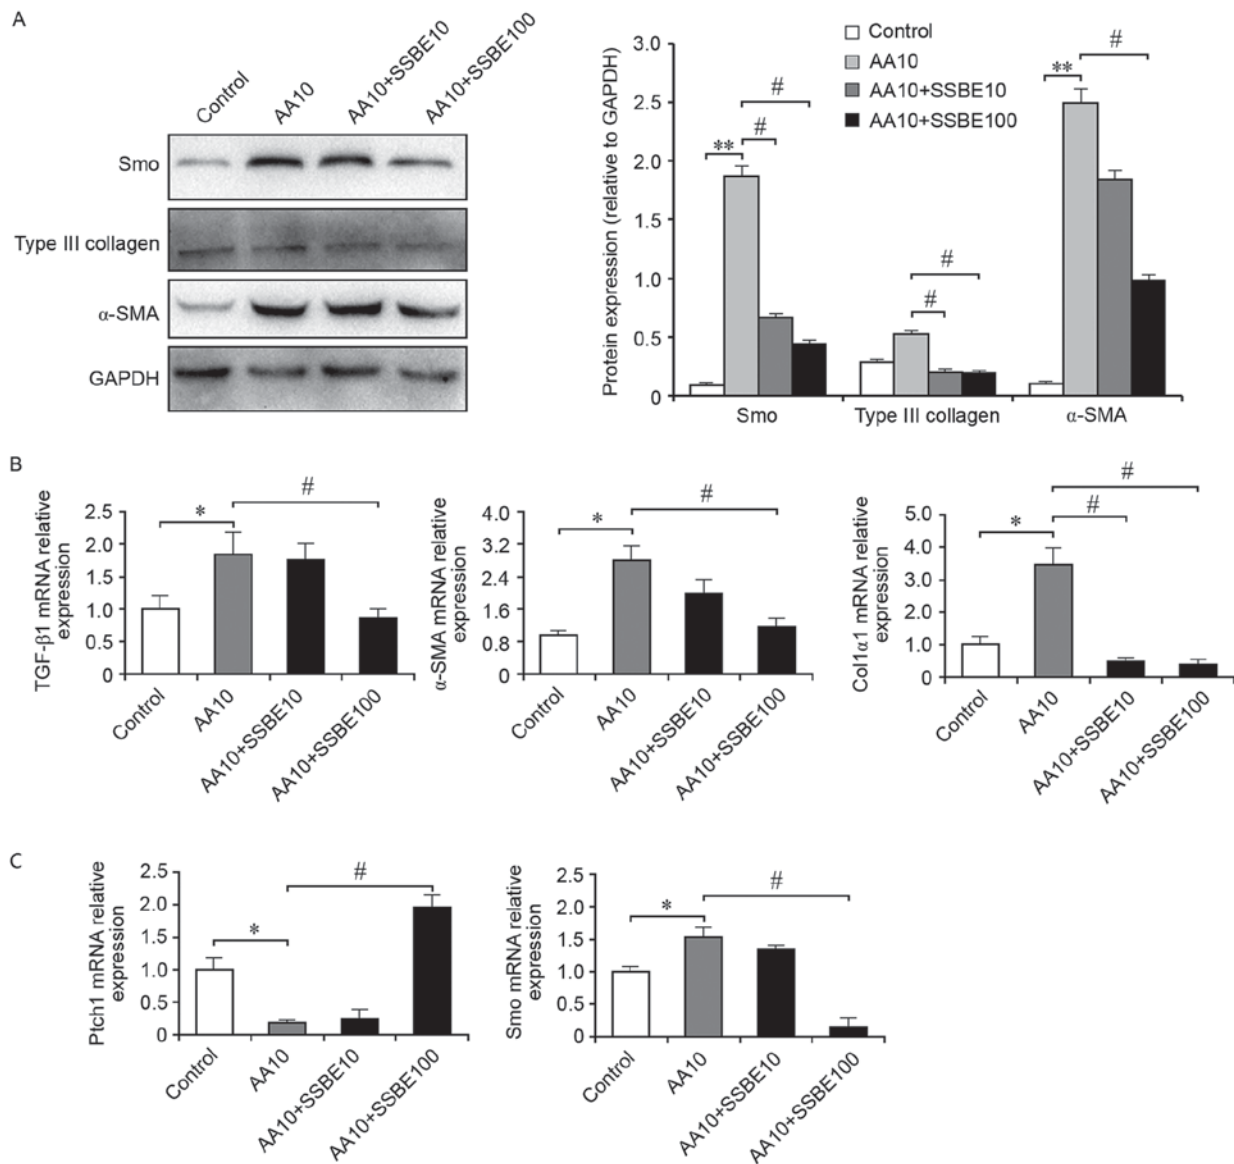 A
Control
AA10
AA10+SSBE10
AA10+SSBE100
Smo
Type III collagen
α-SMA
GAPDH
Protein expression (relative to GAPDH)
3.0
2.5
2.0
1.5
1.0
0.5
0
Control
AA10
AA10+SSBE10
AA10+SSBE100
**
#
#
#
#
**
#
Smo
Type III collagen
α-SMA
B
TGF-β1 mRNA relative
expression
2.5
2.0
1.5
1.0
0.5
0
*
#
Control
AA10
AA10+SSBE10
AA10+SSBE100
α-SMA mRNA relative
expression
4.0
3.2
2.4
1.6
0.8
0
*
#
Control
AA10
AA10+SSBE10
AA10+SSBE100
Col1α1 mRNA relative
expression
5.0
4.0
3.0
2.0
1.0
0
*
#
#
Control
AA10
AA10+SSBE10
AA10+SSBE100
C
Ptch1 mRNA relative
expression
2.5
2.0
1.5
1.0
0.5
0
*
#
Control
AA10
AA10+SSBE10
AA10+SSBE100
Smo mRNA relative
expression
2.5
2.0
1.5
1.0
0.5
0
*
#
Control
AA10
AA10+SSBE10
AA10+SSBE100